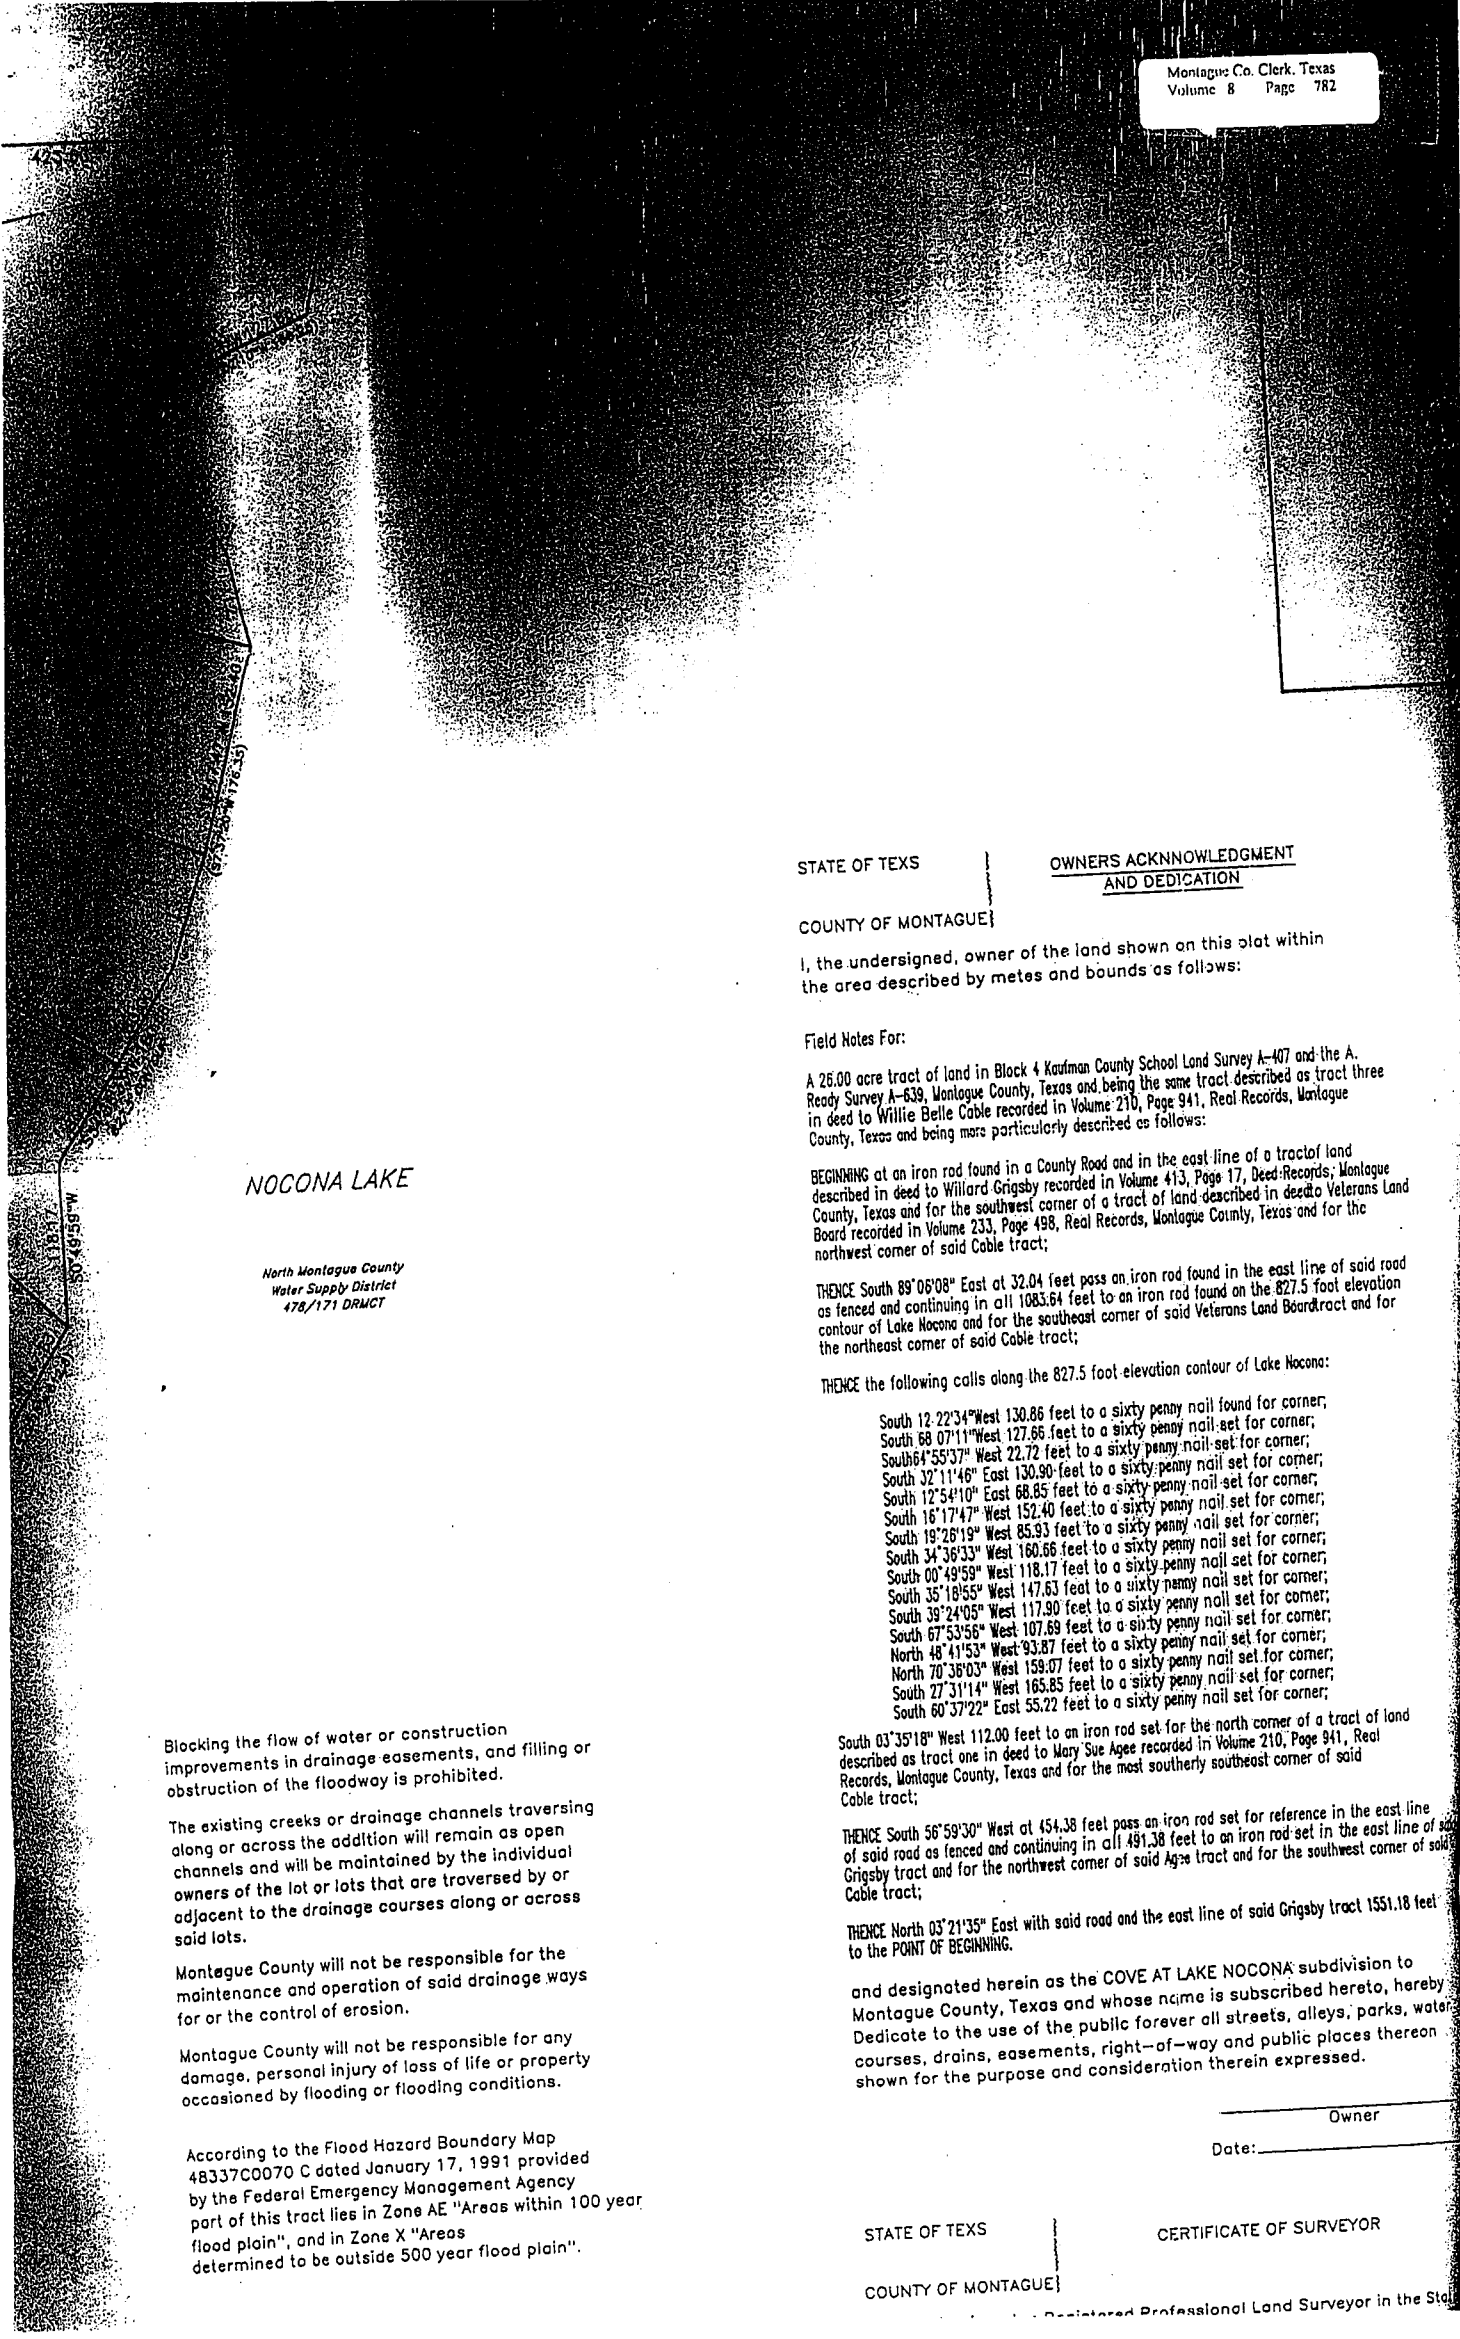 Montague Co. Clerk. Texas
Volume 8 Page 782
118.17
S0°49'59"W
NOCONA LAKE
North Montague County
Water Supply District
478/171 DRMCT
Blocking the flow of water or construction
improvements in drainage easements, and filling or
obstruction of the floodway is prohibited.
The existing creeks or drainage channels traversing
along or across the addition will remain as open
channels and will be maintained by the individual
owners of the lot or lots that are traversed by or
adjacent to the drainage courses along or across
said lots.
Montague County will not be responsible for the
maintenance and operation of said drainage ways
for or the control of erosion.
Montague County will not be responsible for any
damage, personal injury of loss of life or property
occasioned by flooding or flooding conditions.
According to the Flood Hazard Boundary Map
48337C0070 C dated January 17, 1991 provided
by the Federal Emergency Management Agency
part of this tract lies in Zone AE "Areas within 100 year
flood plain", and in Zone X "Areas
determined to be outside 500 year flood plain".
STATE OF TEXS
OWNERS ACKNNOWLEDGMENT
AND DEDICATION
COUNTY OF MONTAGUE
I, the undersigned, owner of the land shown on this plat within
the area described by metes and bounds as follows:
Field Notes For:
A 26.00 acre tract of land in Block 4 Kaufman County School Land Survey A-407 and the A.
Ready Survey A-639, Montague County, Texas and being the same tract described as tract three
in deed to Willie Belle Cable recorded in Volume 210, Page 941, Real Records, Montague
County, Texas and being more particularly described as follows:
BEGINNING at an iron rod found in a County Road and in the east line of a tractof land
described in deed to Willard Grigsby recorded in Volume 413, Page 17, Deed Records, Montague
County, Texas and for the southwest corner of a tract of land described in deedto Veterans Land
Board recorded in Volume 233, Page 498, Real Records, Montague County, Texas and for the
northwest corner of said Cable tract;
THENCE South 89°06'08" East at 32.04 feet pass an iron rod found in the east line of said road
as fenced and continuing in all 1083.64 feet to an iron rod found on the 827.5 foot elevation
contour of Lake Nocona and for the southeast corner of said Veterans Land Boardtract and for
the northeast corner of said Cable tract;
THENCE the following calls along the 827.5 foot elevation contour of Lake Nocona:
South 12 22'34"West 130.86 feet to a sixty penny nail found for corner;
South 68 07'11"West 127.66 feet to a sixty penny nail set for corner;
South64°55'37" West 22.72 feet to a sixty penny nail set for corner;
South 32°11'46" East 130.90 feet to a sixty penny nail set for corner;
South 12°54'10" East 68.85 feet to a sixty penny nail set for corner;
South 16°17'47" West 152.40 feet to a sixty penny nail set for corner;
South 19°26'19" West 85.93 feet to a sixty penny nail set for corner;
South 34°36'33" West 160.66 feet to a sixty penny nail set for corner;
South 00°49'59" West 118.17 feet to a sixty penny nail set for corner;
South 35°18'55" West 147.63 feet to a sixty penny nail set for corner;
South 39°24'05" West 117.90 feet to a sixty penny nail set for corner;
South 67°53'56" West 107.69 feet to a sixty penny nail set for corner;
North 48°41'53" West 93.87 feet to a sixty penny nail set for corner;
North 70°36'03" West 159.07 feet to a sixty penny nail set for corner;
South 27°31'14" West 165.85 feet to a sixty penny nail set for corner;
South 60°37'22" East 55.22 feet to a sixty penny nail set for corner;
South 03°35'18" West 112.00 feet to an iron rod set for the north corner of a tract of land
described as tract one in deed to Mary Sue Agee recorded in Volume 210, Page 941, Real
Records, Montague County, Texas and for the most southerly southeast corner of said
Cable tract;
THENCE South 56°59'30" West at 454.38 feet pass an iron rod set for reference in the east line
of said road as fenced and continuing in all 491.38 feet to an iron rod set in the east line of
Grigsby tract and for the northwest corner of said Agee tract and for the southwest corner of said
Cable tract;
THENCE North 03°21'35" East with said road and the east line of said Grigsby tract 1551.18 feet
to the POINT OF BEGINNING.
and designated herein as the COVE AT LAKE NOCONA subdivision to
Montague County, Texas and whose name is subscribed hereto, hereby
Dedicate to the use of the public forever all streets, alleys, parks, water
courses, drains, easements, right-of-way and public places thereon
shown for the purpose and consideration therein expressed.
Owner
Date:
STATE OF TEXS
CERTIFICATE OF SURVEYOR
COUNTY OF MONTAGUE
Registered Professional Land Surveyor in the